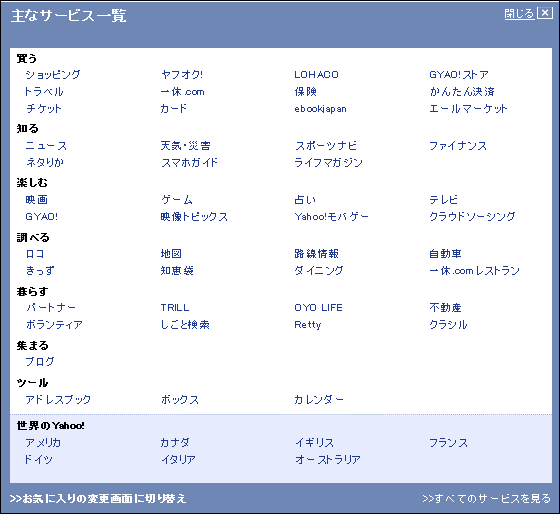 主なサービス一覧 閉じる ×
買う
ショッピング ヤフオク! LOHACO GYAO!ストア
トラベル 一休.com 保険 かんたん決済
チケット カード ebookjapan エールマーケット
知る
ニュース 天気・災害 スポーツナビ ファイナンス
ネタりか スマホガイド ライフマガジン
楽しむ
映画 ゲーム 占い テレビ
GYAO! 映像トピックス Yahoo!モバゲー クラウドソーシング
調べる
ロコ 地図 路線情報 自動車
きっず 知恵袋 ダイニング 一休.comレストラン
暮らす
パートナー TRILL OYO LIFE 不動産
ボランティア しごと検索 Retty クラシル
集まる
ブログ
ツール
アドレスブック ボックス カレンダー
世界のYahoo!
アメリカ カナダ イギリス フランス
ドイツ イタリア オーストラリア
>>お気に入りの変更画面に切り替え >>すべてのサービスを見る